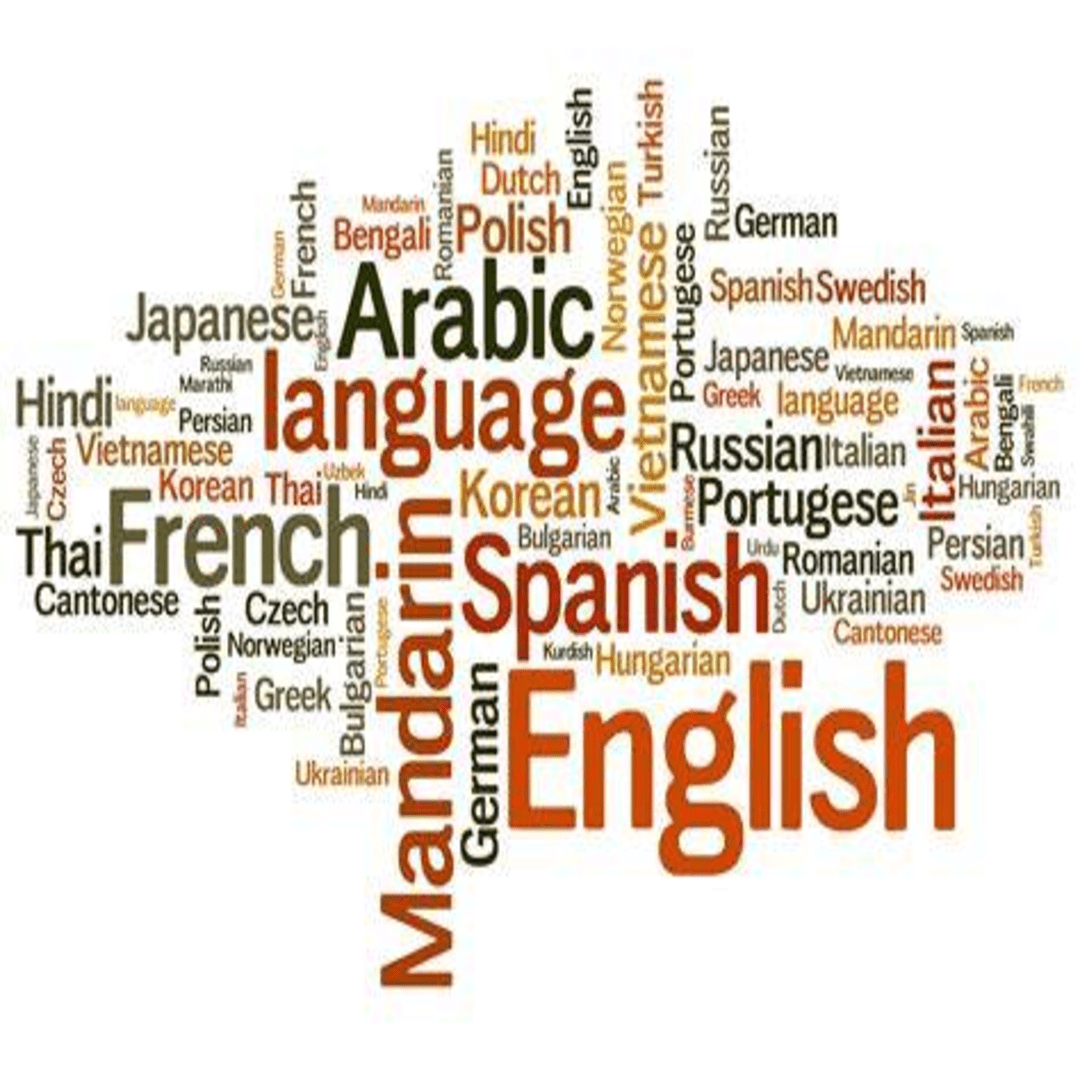 English
Turkish
Russian
Hindi
Romanian
Norwegian
Dutch
French
Mandarin
Polish
German
Bengali
Vietnamese
Portugese
German
Arabic
Spanish
Swedish
Japanese
English
Mandarin
Spanish
Russian
Japanese
Italian
Arabic
Vietnamese
language
Marathi
Hindi
language
Persian
Greek
language
Bengali
French
Swahili
Japanese
Czech
Vietnamese
Russian
Italian
Uzbek
Korean
Thai
Hindi
Korean
Arabic
Burmese
Portugese
Jin
Hungarian
Turkish
French
Mandarin
Bulgarian
Thai
Spanish
Urdu
Romanian
Persian
Cantonese
Polish
Czech
Bulgarian
Portugese
Dutch
Ukrainian
Swedish
Norwegian
Kurdish
Hungarian
Cantonese
Italian
Greek
German
English
Ukrainian